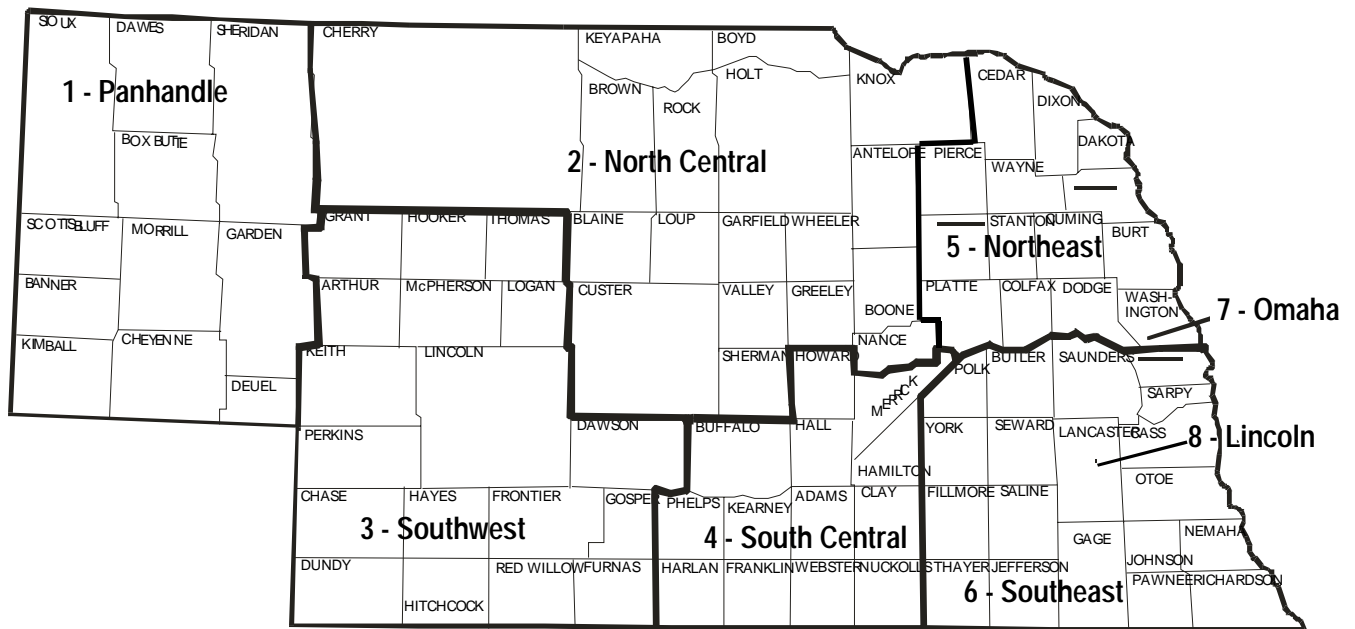 SIOUX
DAWES
SHERIDAN
CHERRY
KEYAPAHA
BOYD
HOLT
KNOX
CEDAR
DIXON
1 - Panhandle
BROWN
ROCK
DAKOTA
BOX BUTTE
2 - North Central
ANTELOPE
PIERCE
WAYNE
SCOTTSBLUFF
MORRILL
GARDEN
GRANT
HOOKER
THOMAS
BLAINE
LOUP
GARFIELD
WHEELER
STANTON
CUMING
BURT
5 - Northeast
BANNER
ARTHUR
McPHERSON
LOGAN
CUSTER
VALLEY
GREELEY
BOONE
PLATTE
COLFAX
DODGE
WASH-
INGTON
7 - Omaha
KIMBALL
CHEYENNE
KEITH
LINCOLN
SHERMAN
HOWARD
NANCE
BUTLER
SAUNDERS
POLK
DEUEL
MERRICK
SARPY
PERKINS
DAWSON
BUFFALO
HALL
YORK
SEWARD
LANCASTER
CASS
8 - Lincoln
HAMILTON
OTOE
CHASE
HAYES
FRONTIER
GOSPER
PHELPS
KEARNEY
ADAMS
CLAY
FILLMORE
SALINE
3 - Southwest
4 - South Central
GAGE
NEMAHA
JOHNSON
DUNDY
HITCHCOCK
RED WILLOW
FURNAS
HARLAN
FRANKLIN
WEBSTER
NUCKOLLS
THAYER
JEFFERSON
PAWNEE
RICHARDSON
6 - Southeast